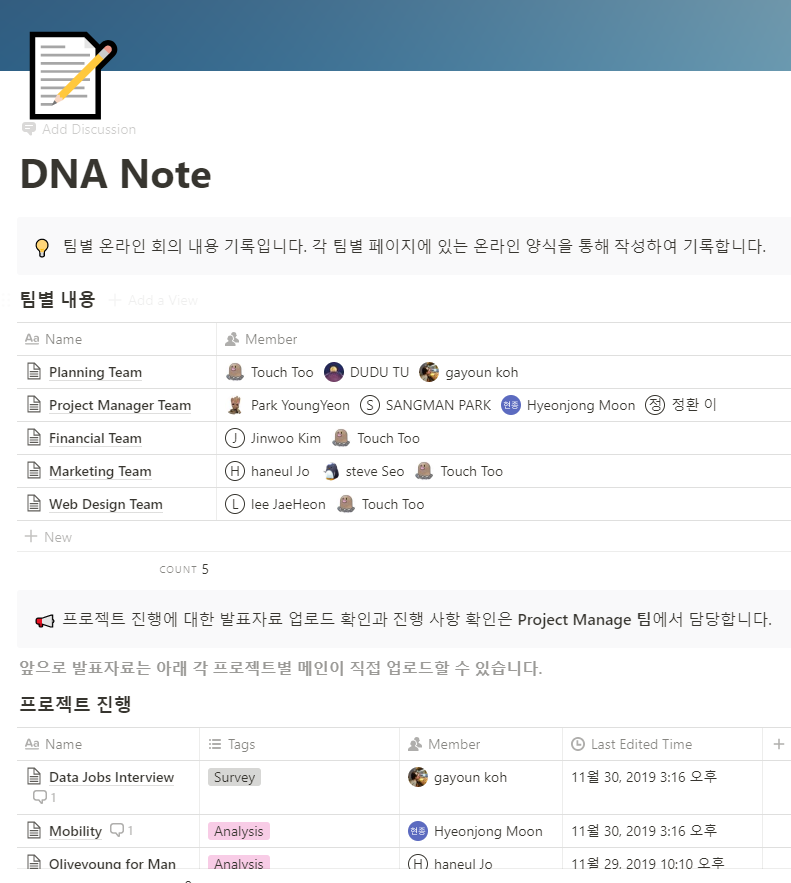 Add Discussion
DNA Note
팀별 온라인 회의 내용 기록입니다. 각 팀별 페이지에 있는 온라인 양식을 통해 작성하여 기록합니다.
팀별 내용 + Add a View
Aa Name Member
Planning Team Touch Too DUDU TU gayoun koh
Project Manager Team Park YoungYeon S SANGMAN PARK 현종 Hyeonjong Moon 정 정환 이
Financial Team J Jinwoo Kim Touch Too
Marketing Team H haneul Jo steve Seo Touch Too
Web Design Team L lee JaeHeon Touch Too
+ New
COUNT 5
프로젝트 진행에 대한 발표자료 업로드 확인과 진행 사항 확인은 Project Manage 팀에서 담당합니다.
앞으로 발표자료는 아래 각 프로젝트별 메인이 직접 업로드할 수 있습니다.
프로젝트 진행
Aa Name Tags Member Last Edited Time +
Data Jobs Interview Survey gayoun koh 11월 30, 2019 3:16 오후
1
Mobility 1 Analysis 현종 Hyeonjong Moon 11월 30, 2019 3:16 오후
Oliveyoung for Man Analysis H haneul Jo 11월 29, 2019 10:10 오후